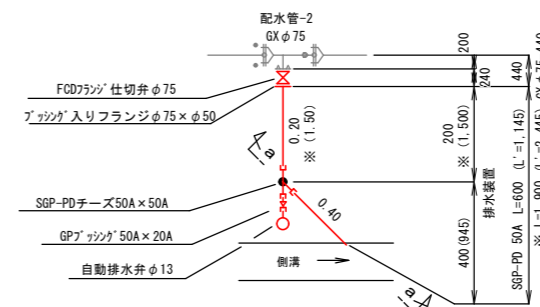 配水管-2
GXφ75
FCDﾌﾗﾝｼﾞ仕切弁φ75
ﾌﾞｯｼﾝｸﾞ入りフランジφ75×φ50
0.20
※(1.50)
a
SGP-PDチーズ50A×50A
GPﾌﾞｯｼﾝｸﾞ50A×20A
自動排水弁φ13
0.40
側溝
a
200
240
200
※(1,500)
400(945)
排水装置
440
SGP-PD 50A L=600 (L'=1,145)
440